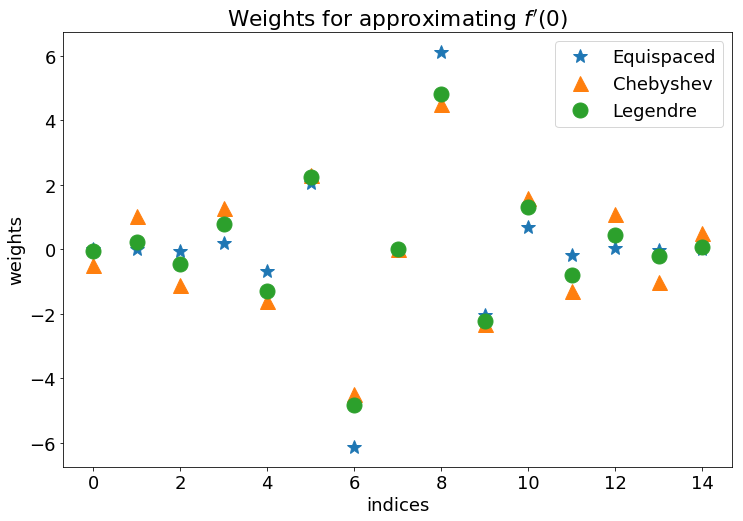 Weights for approximating f′(0)
Equispaced
Chebyshev
Legendre
weights
6
4
2
0
−2
−4
−6
0 2 4 6 8 10 12 14
indices